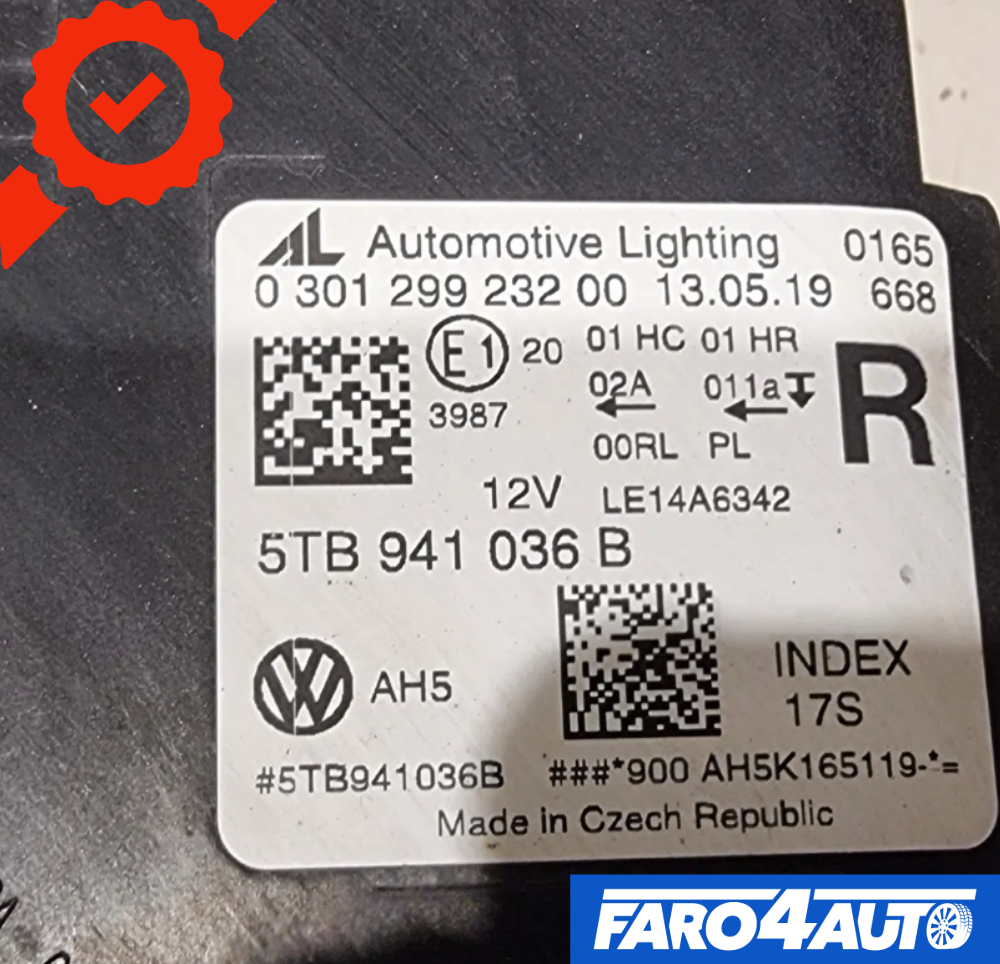 AL Automotive Lighting 0165
0 301 299 232 00 13.05.19 668
E1 20 01 HC 01 HR
02A 011a
R
3987
00RL PL
12V LE14A6342
5TB 941 036 B
VW AH5
INDEX
17S
#5TB941036B ###*900 AH5K165119-*=
Made in Czech Republic
FARO4AUTO